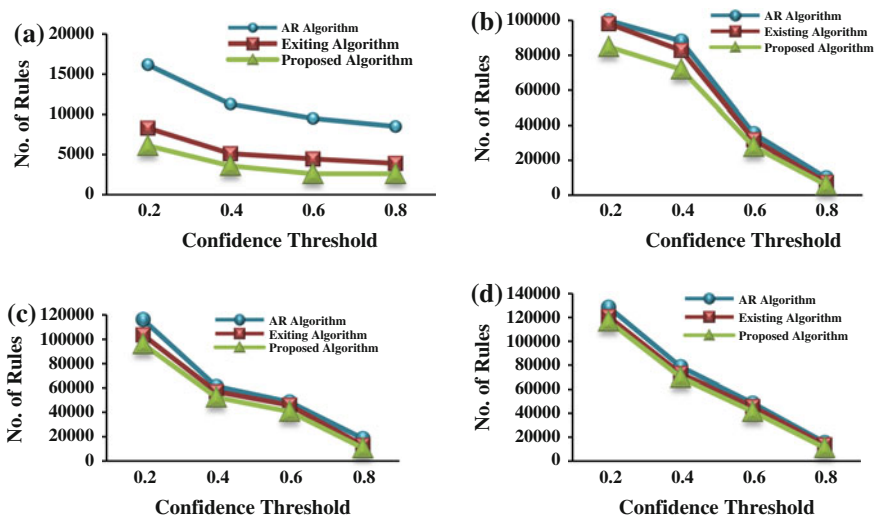 (a)
AR Algorithm
Exiting Algorithm
Proposed Algorithm
No. of Rules
20000
15000
10000
5000
0
0.2 0.4 0.6 0.8
Confidence Threshold
(b)
AR Algorithm
Existing Algorithm
Proposed Algorithm
No. of Rules
100000
80000
60000
40000
20000
0
0.2 0.4 0.6 0.8
Confidence Threshold
(c)
AR Algorithm
Exiting Algorithm
Proposed Algorithm
No. of Rules
120000
100000
80000
60000
40000
20000
0
0.2 0.4 0.6 0.8
Confidence Threshold
(d)
AR Algorithm
Existing Algorithm
Proposed Algorithm
No. of Rules
140000
120000
100000
80000
60000
40000
20000
0
0.2 0.4 0.6 0.8
Confidence Threshold